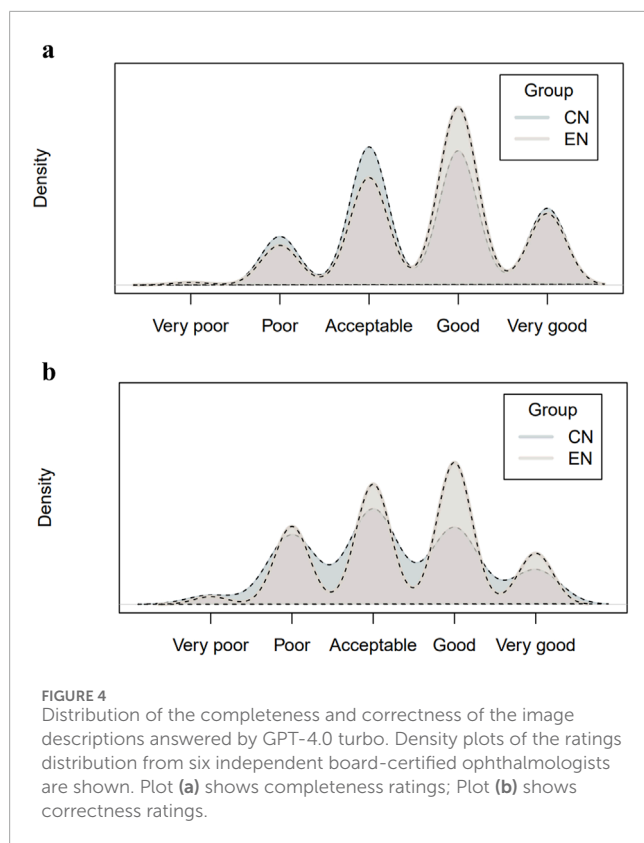 a
Density
Group
CN
EN
Very poor Poor Acceptable Good Very good
b
Density
Group
CN
EN
Very poor Poor Acceptable Good Very good
FIGURE 4
Distribution of the completeness and correctness of the image
descriptions answered by GPT-4.0 turbo. Density plots of the ratings
distribution from six independent board-certified ophthalmologists
are shown. Plot (a) shows completeness ratings; Plot (b) shows
correctness ratings.